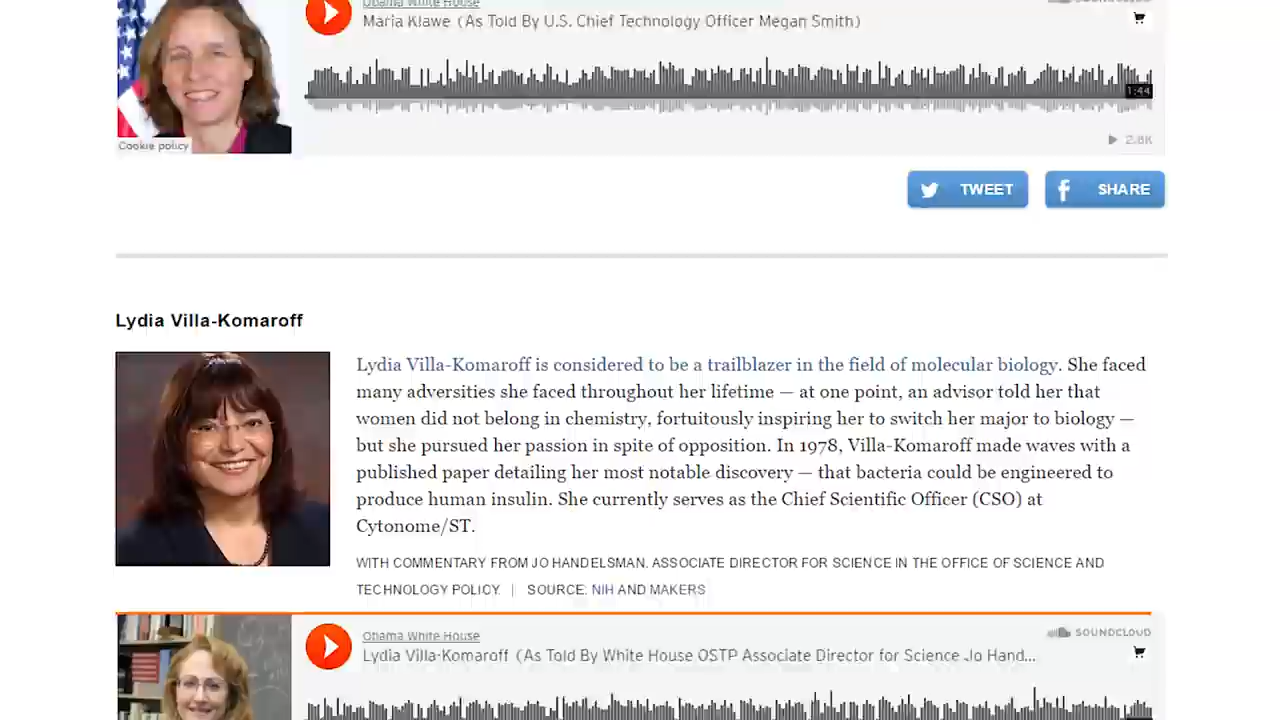 Obama White House
Maria Klawe (As Told By U.S. Chief Technology Officer Megan Smith)
1:44
Cookie policy
2.8K
TWEET
SHARE
Lydia Villa-Komaroff
Lydia Villa-Komaroff is considered to be a trailblazer in the field of molecular biology. She faced
many adversities she faced throughout her lifetime — at one point, an advisor told her that
women did not belong in chemistry, fortuitously inspiring her to switch her major to biology —
but she pursued her passion in spite of opposition. In 1978, Villa-Komaroff made waves with a
published paper detailing her most notable discovery — that bacteria could be engineered to
produce human insulin. She currently serves as the Chief Scientific Officer (CSO) at
Cytonome/ST.
WITH COMMENTARY FROM JO HANDELSMAN, ASSOCIATE DIRECTOR FOR SCIENCE IN THE OFFICE OF SCIENCE AND
TECHNOLOGY POLICY. | SOURCE: NIH AND MAKERS
Obama White House
SOUNDCLOUD
Lydia Villa-Komaroff (As Told By White House OSTP Associate Director for Science Jo Hand...